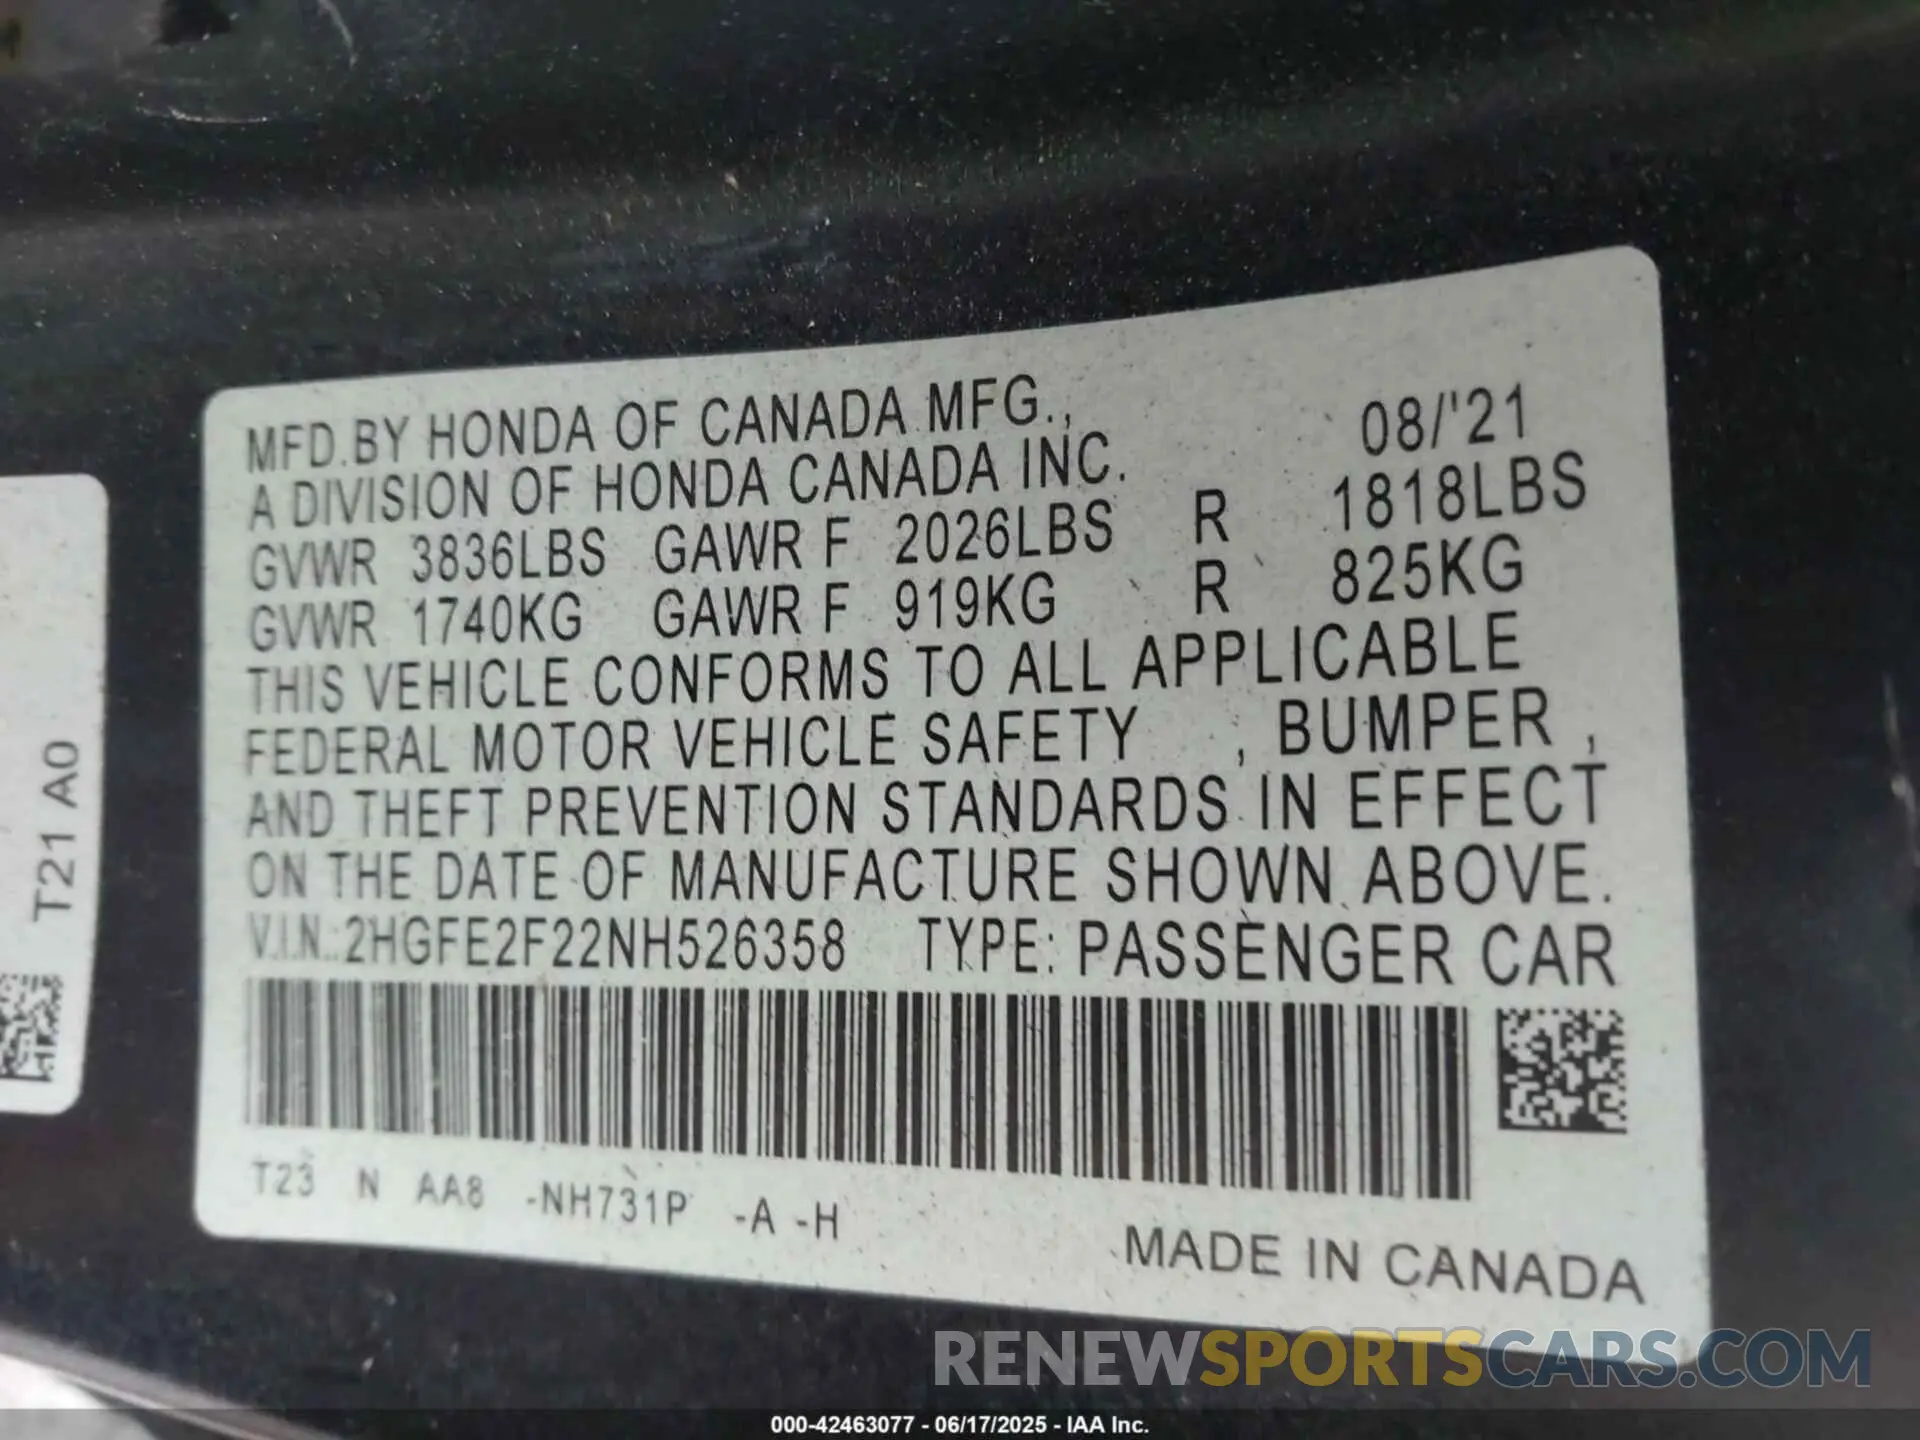 MFD.BY HONDA OF CANADA MFG., 08/'21
A DIVISION OF HONDA CANADA INC.
GVWR 3836LBS GAWR F 2026LBS R 1818LBS
GVWR 1740KG GAWR F 919KG R 825KG
THIS VEHICLE CONFORMS TO ALL APPLICABLE
FEDERAL MOTOR VEHICLE SAFETY , BUMPER ,
AND THEFT PREVENTION STANDARDS IN EFFECT
ON THE DATE OF MANUFACTURE SHOWN ABOVE.
V.I.N.:2HGFE2F22NH526358 TYPE: PASSENGER CAR
T23 N AA8 -NH731P -A -H
MADE IN CANADA
T21 A0
RENEWSPORTSCARS.COM
000-42463077 - 06/17/2025 - IAA Inc.